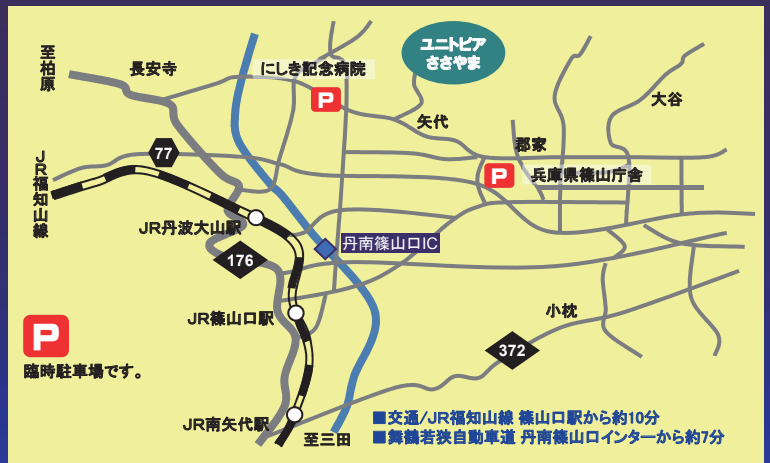 ユニトピア
ささやま
至柏原
長安寺
にしき記念病院
P
矢代
大谷
郡家
77
P
兵庫県篠山庁舎
JR福知山線
JR丹波大山駅
丹南篠山口IC
176
小枕
JR篠山口駅
P
372
臨時駐車場です。
JR南矢代駅
至三田
■交通/JR福知山線 篠山口駅から約10分
■舞鶴若狭自動車道 丹南篠山口インターから約7分